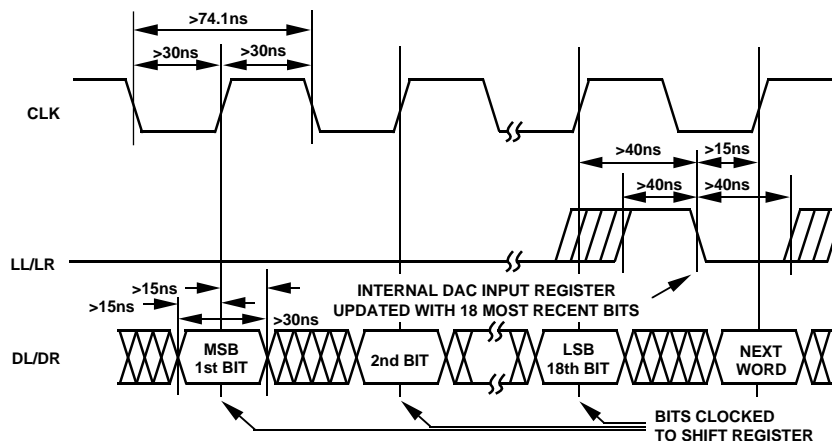 >74.1ns
>30ns >30ns
CLK
>40ns >15ns
>40ns >40ns
LL/LR
>15ns
>15ns
>30ns
INTERNAL DAC INPUT REGISTER
UPDATED WITH 18 MOST RECENT BITS
DL/DR
MSB
1st BIT
2nd BIT
LSB
18th BIT
NEXT
WORD
BITS CLOCKED
TO SHIFT REGISTER